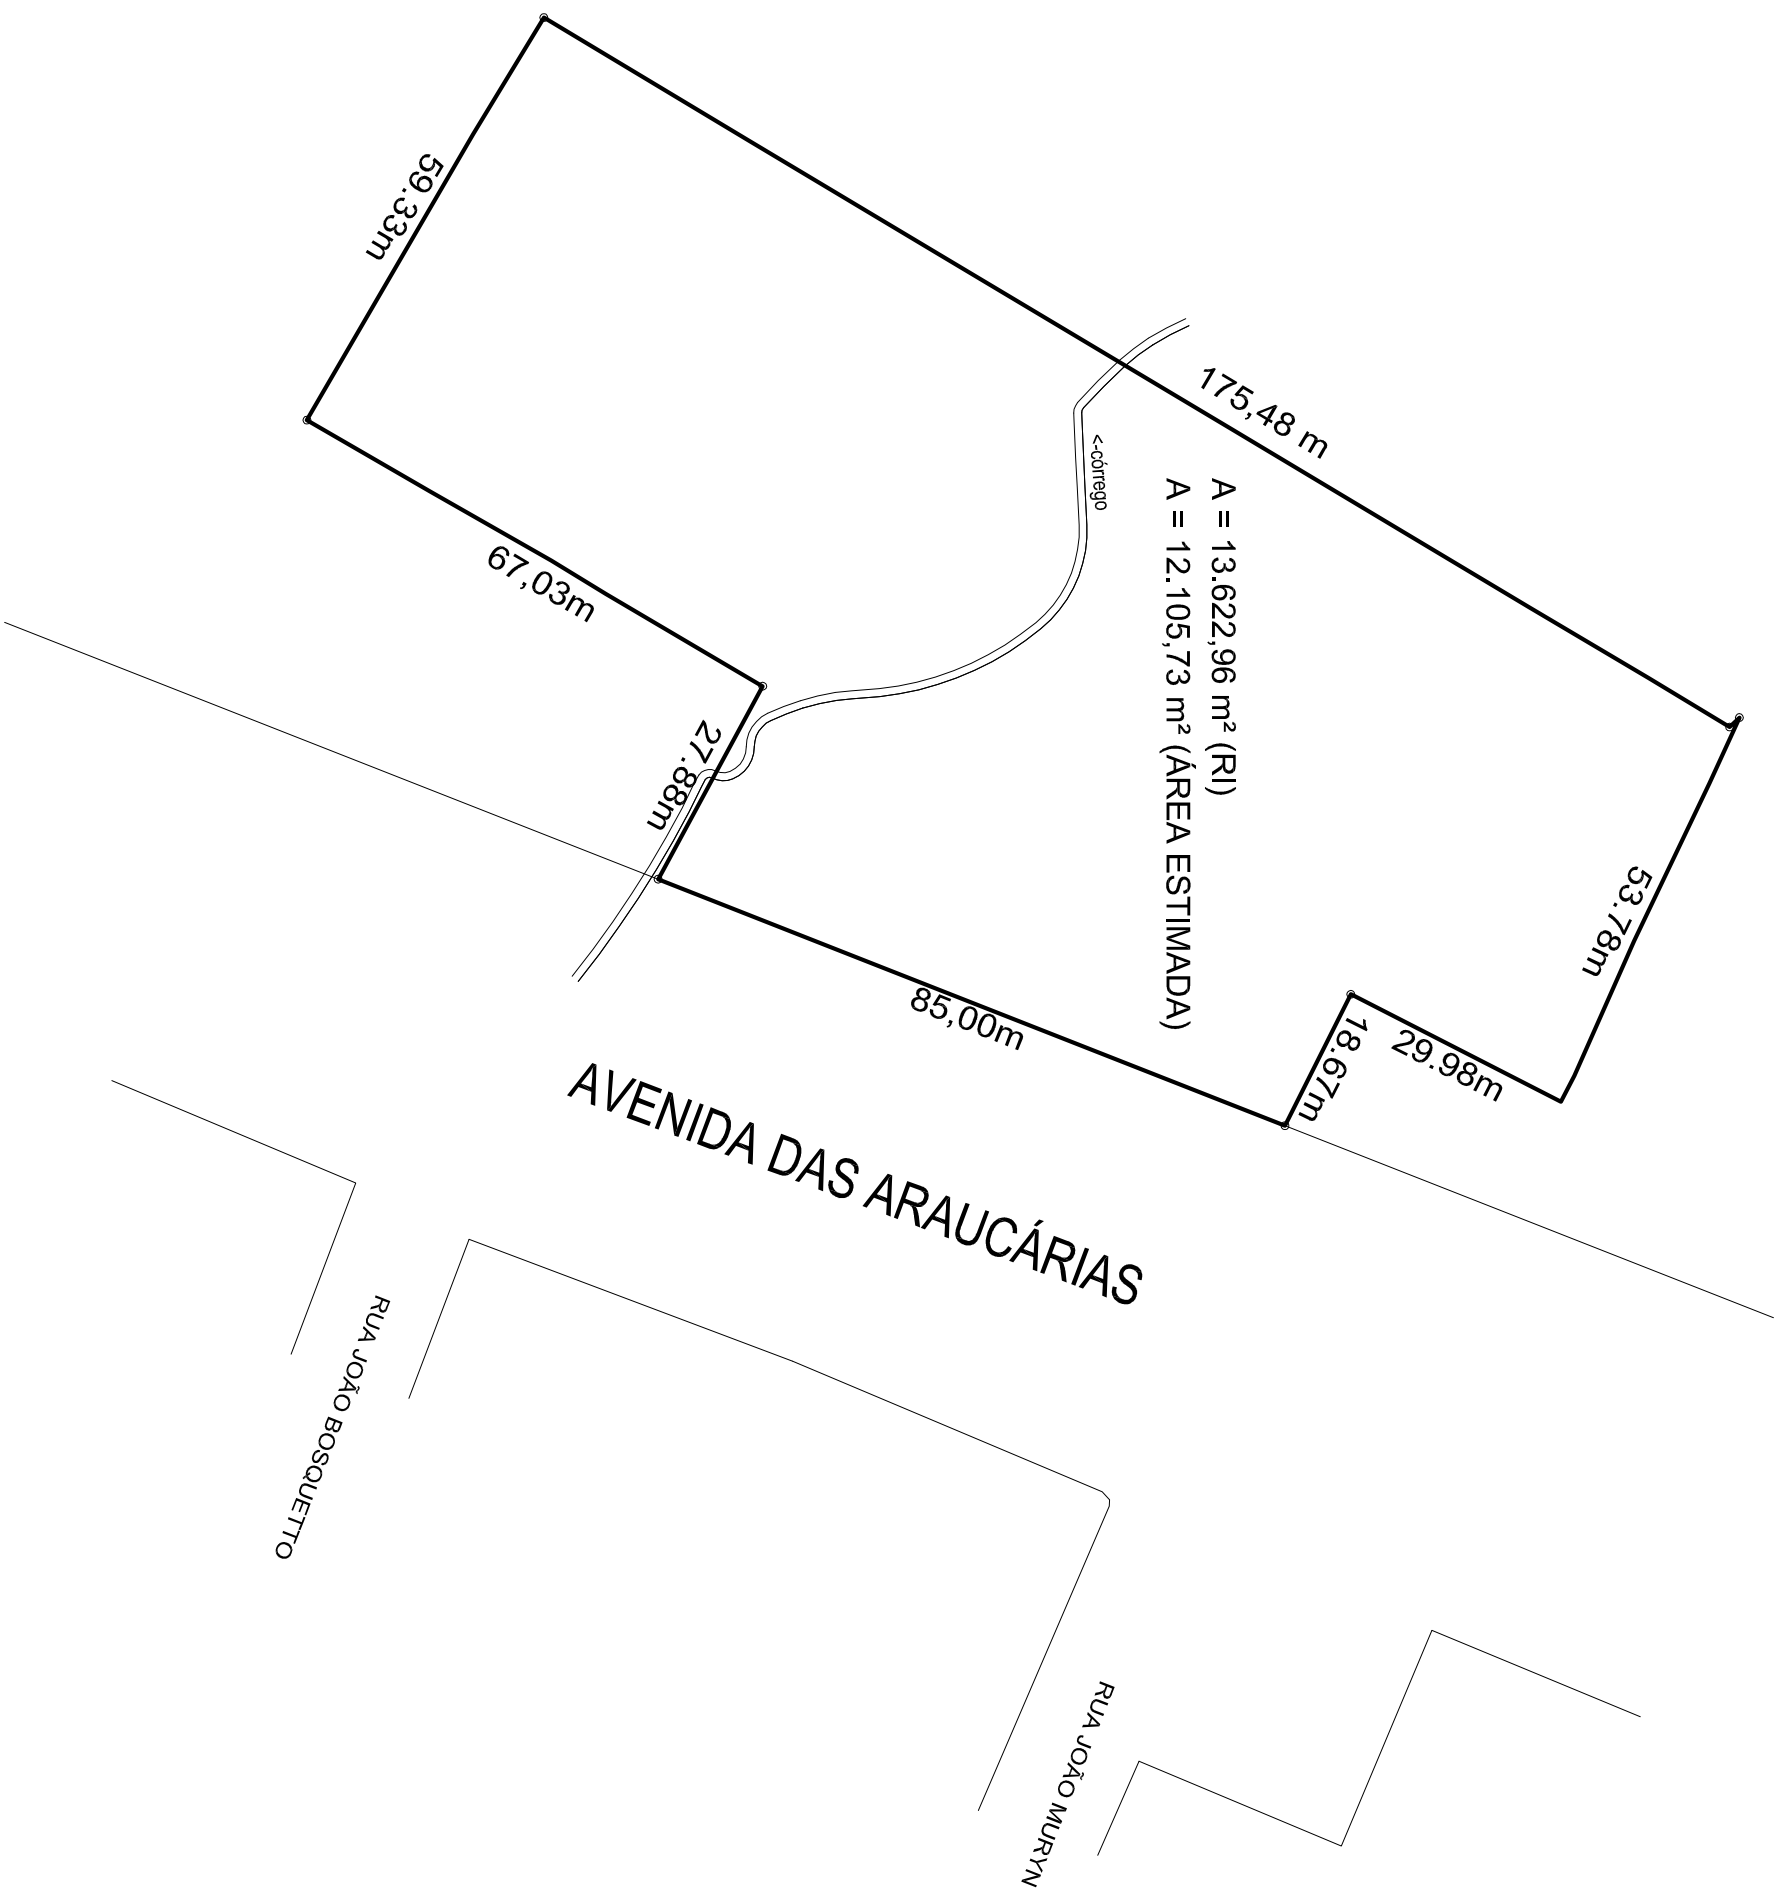 59.33m
175,48 m
<-córrego
A = 13.622,96 m² (RI)
A = 12.105,73 m² (ÁREA ESTIMADA)
67,03m
27.88m
53.78m
85,00m
18.67m
29.98m
AVENIDA DAS ARAUCÁRIAS
RUA JOÃO BOSQUETTO
RUA JOÃO MURYN